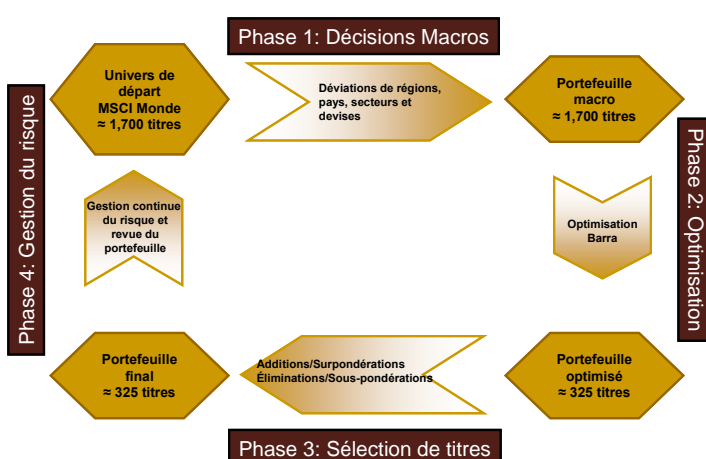 Phase 1: Décisions Macros
Univers de
départ
MSCI Monde
≈ 1,700 titres
Déviations de régions,
pays, secteurs et
devises
Portefeuille
macro
≈ 1,700 titres
Phase 2: Optimisation
Optimisation
Barra
Portefeuille
optimisé
≈ 325 titres
Phase 3: Sélection de titres
Additions/Surpondérations
Éliminations/Sous-pondérations
Portefeuille
final
≈ 325 titres
Phase 4: Gestion du risque
Gestion continue
du risque et
revue du
portefeuille